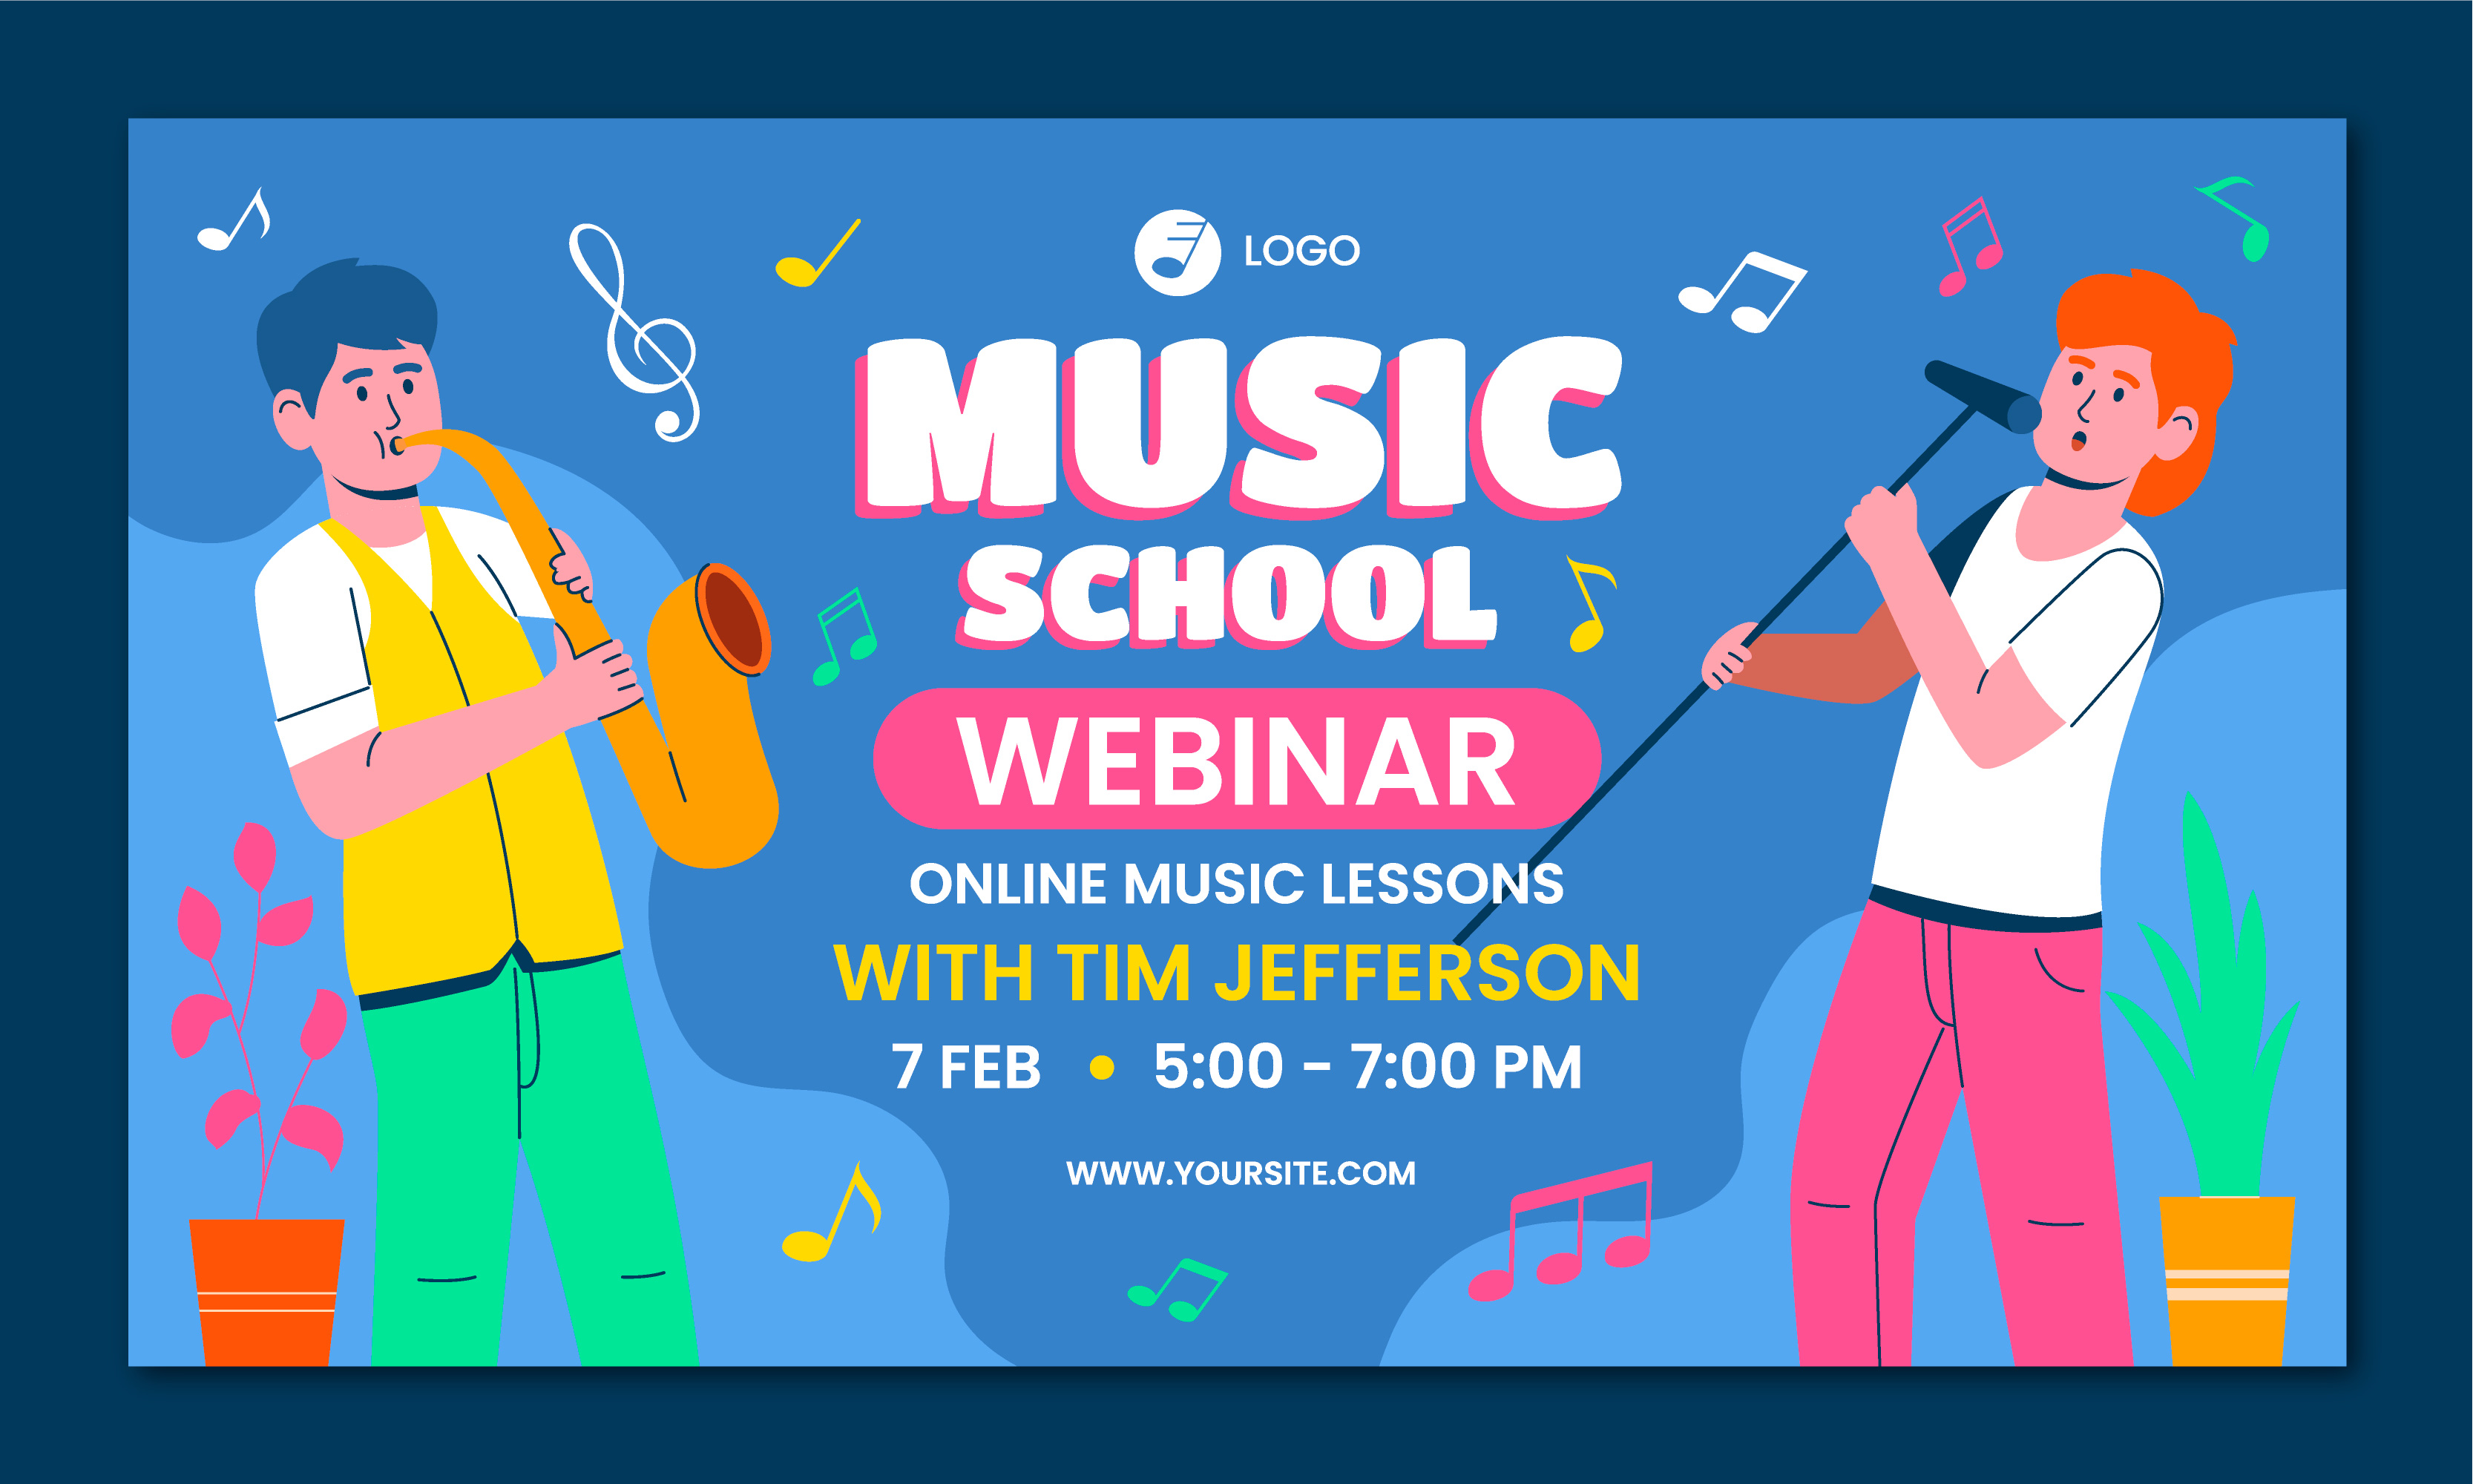 LOGO
MUSIC
SCHOOL
WEBINAR
ONLINE MUSIC LESSONS
WITH TIM JEFFERSON
7 FEB • 5:00 – 7:00 PM
WWW.YOURSITE.COM